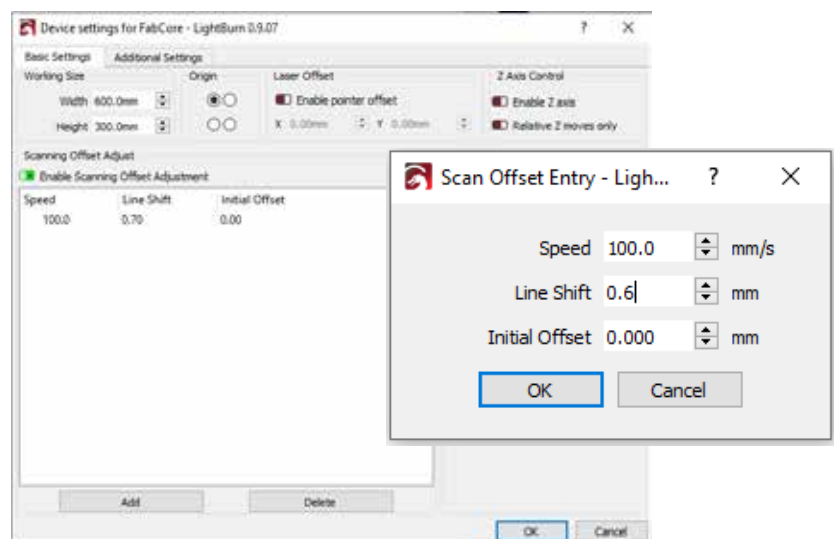 Device settings for FabCore - LightBurn 0.9.07 ? ×
Basic Settings Additional Settings
Working Size Origin Laser Offset Z Axis Control
Width 600.0mm Enable pointer offset Enable Z axis
Height 300.0mm X 0.00mm Y 0.00mm Relative Z moves only
Scanning Offset Adjust
Enable Scanning Offset Adjustment
Speed Line Shift Initial Offset
100.0 0.70 0.00
Add Delete
OK Cancel
Scan Offset Entry - Ligh... ? ×
Speed 100.0 mm/s
Line Shift 0.6 mm
Initial Offset 0.000 mm
OK Cancel